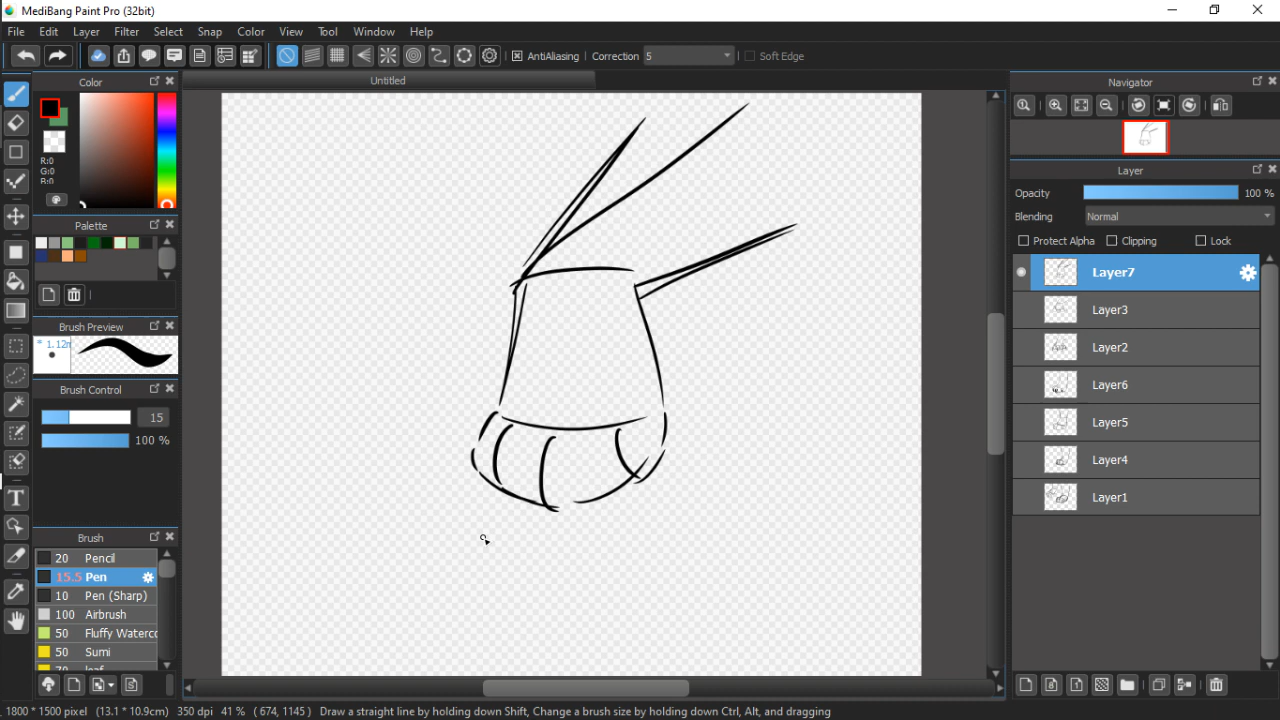 MediBang Paint Pro (32bit)
File Edit Layer Filter Select Snap Color View Tool Window Help
AntiAliasing Correction 5 Soft Edge
Untitled
Color
R:0
G:0
B:0
Palette
Brush Preview
Brush Control
15
100 %
Brush
20 Pencil
15.5 Pen
10 Pen (Sharp)
100 Airbrush
50 Fluffy Waterco
50 Sumi
Navigator
Layer
Opacity 100 %
Blending Normal
Protect Alpha Clipping Lock
Layer7
Layer3
Layer2
Layer6
Layer5
Layer4
Layer1
1800 * 1500 pixel (13.1 * 10.9cm) 350 dpi 41 % ( 674, 1145 ) Draw a straight line by holding down Shift, Change a brush size by holding down Ctrl, Alt, and dragging